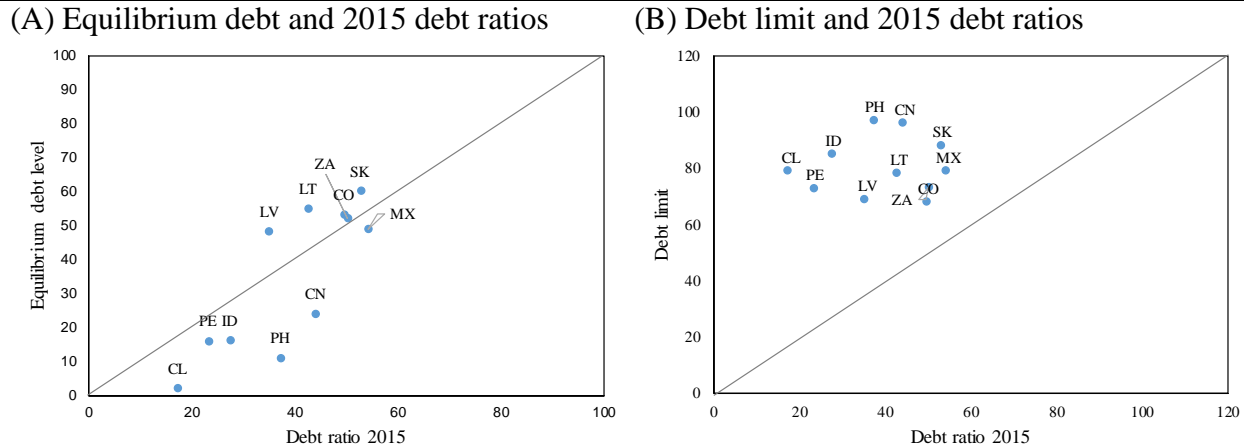 (A) Equilibrium debt and 2015 debt ratios
Equilibrium debt level
100
90
80
70
60
50
40
30
20
10
0
ZA
SK
LT
CO
LV
MX
CN
PE ID
PH
CL
0 20 40 60 80 100
Debt ratio 2015
(B) Debt limit and 2015 debt ratios
Debt limit
120
100
80
60
40
20
0
PH
CN
SK
ID
LT
MX
CL
PE
LV
CO
ZA
0 20 40 60 80 100 120
Debt ratio 2015